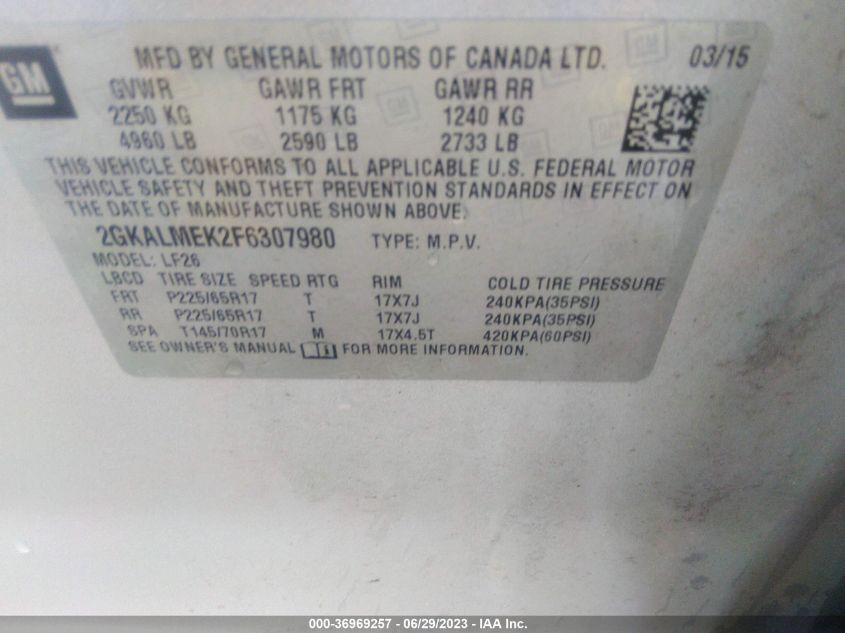 GM
MFD BY GENERAL MOTORS OF CANADA LTD. 03/15
GVWR GAWR FRT GAWR RR
2250 KG 1175 KG 1240 KG
4960 LB 2590 LB 2733 LB
THIS VEHICLE CONFORMS TO ALL APPLICABLE U.S. FEDERAL MOTOR
VEHICLE SAFETY AND THEFT PREVENTION STANDARDS IN EFFECT ON
THE DATE OF MANUFACTURE SHOWN ABOVE.
2GKALMEK2F6307980 TYPE: M.P.V.
MODEL: LF26
LBCD TIRE SIZE SPEED RTG RIM COLD TIRE PRESSURE
FRT P225/65R17 T 17X7J 240KPA(35PSI)
RR P225/65R17 T 17X7J 240KPA(35PSI)
SPA T145/70R17 M 17X4.5T 420KPA(60PSI)
SEE OWNER'S MANUAL FOR MORE INFORMATION.
000-36969257 - 06/29/2023 - IAA Inc.